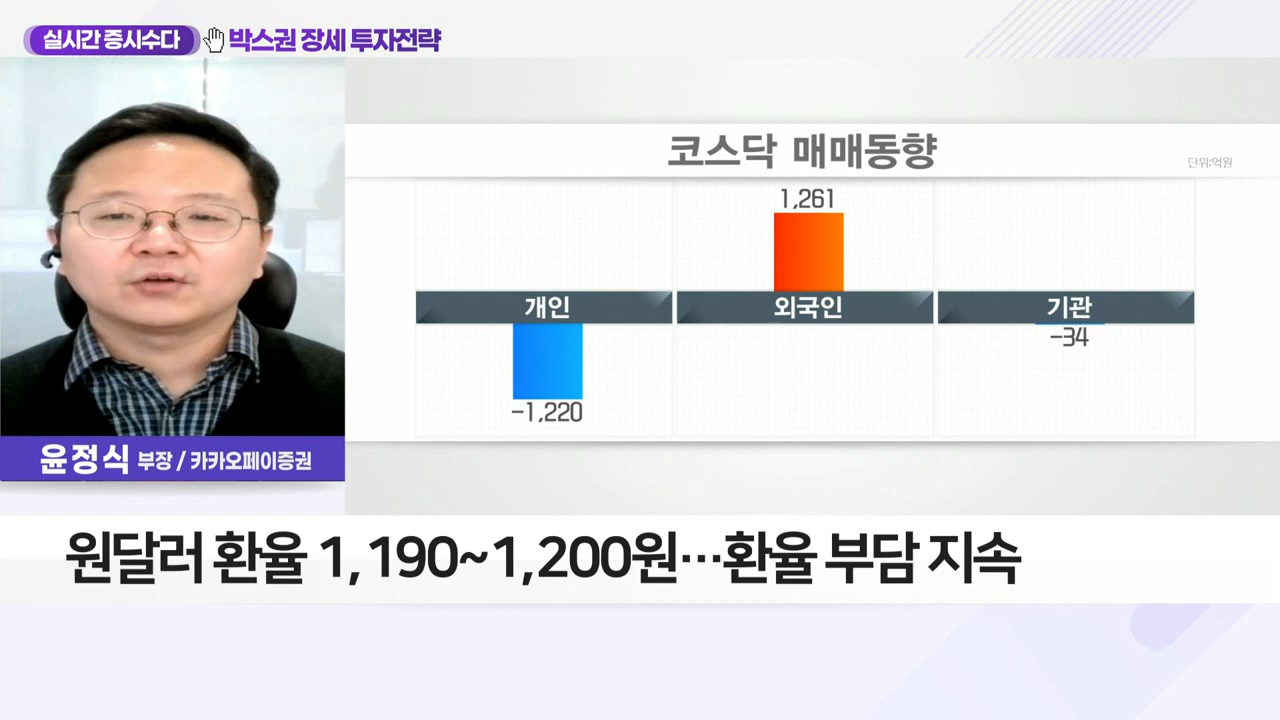 실시간 증시수다 박스권 장세 투자전략
코스닥 매매동향
단위:억원
1,261
개인 외국인 기관
-34
-1,220
윤정식 부장 / 카카오페이증권
원달러 환율 1,190~1,200원…환율 부담 지속